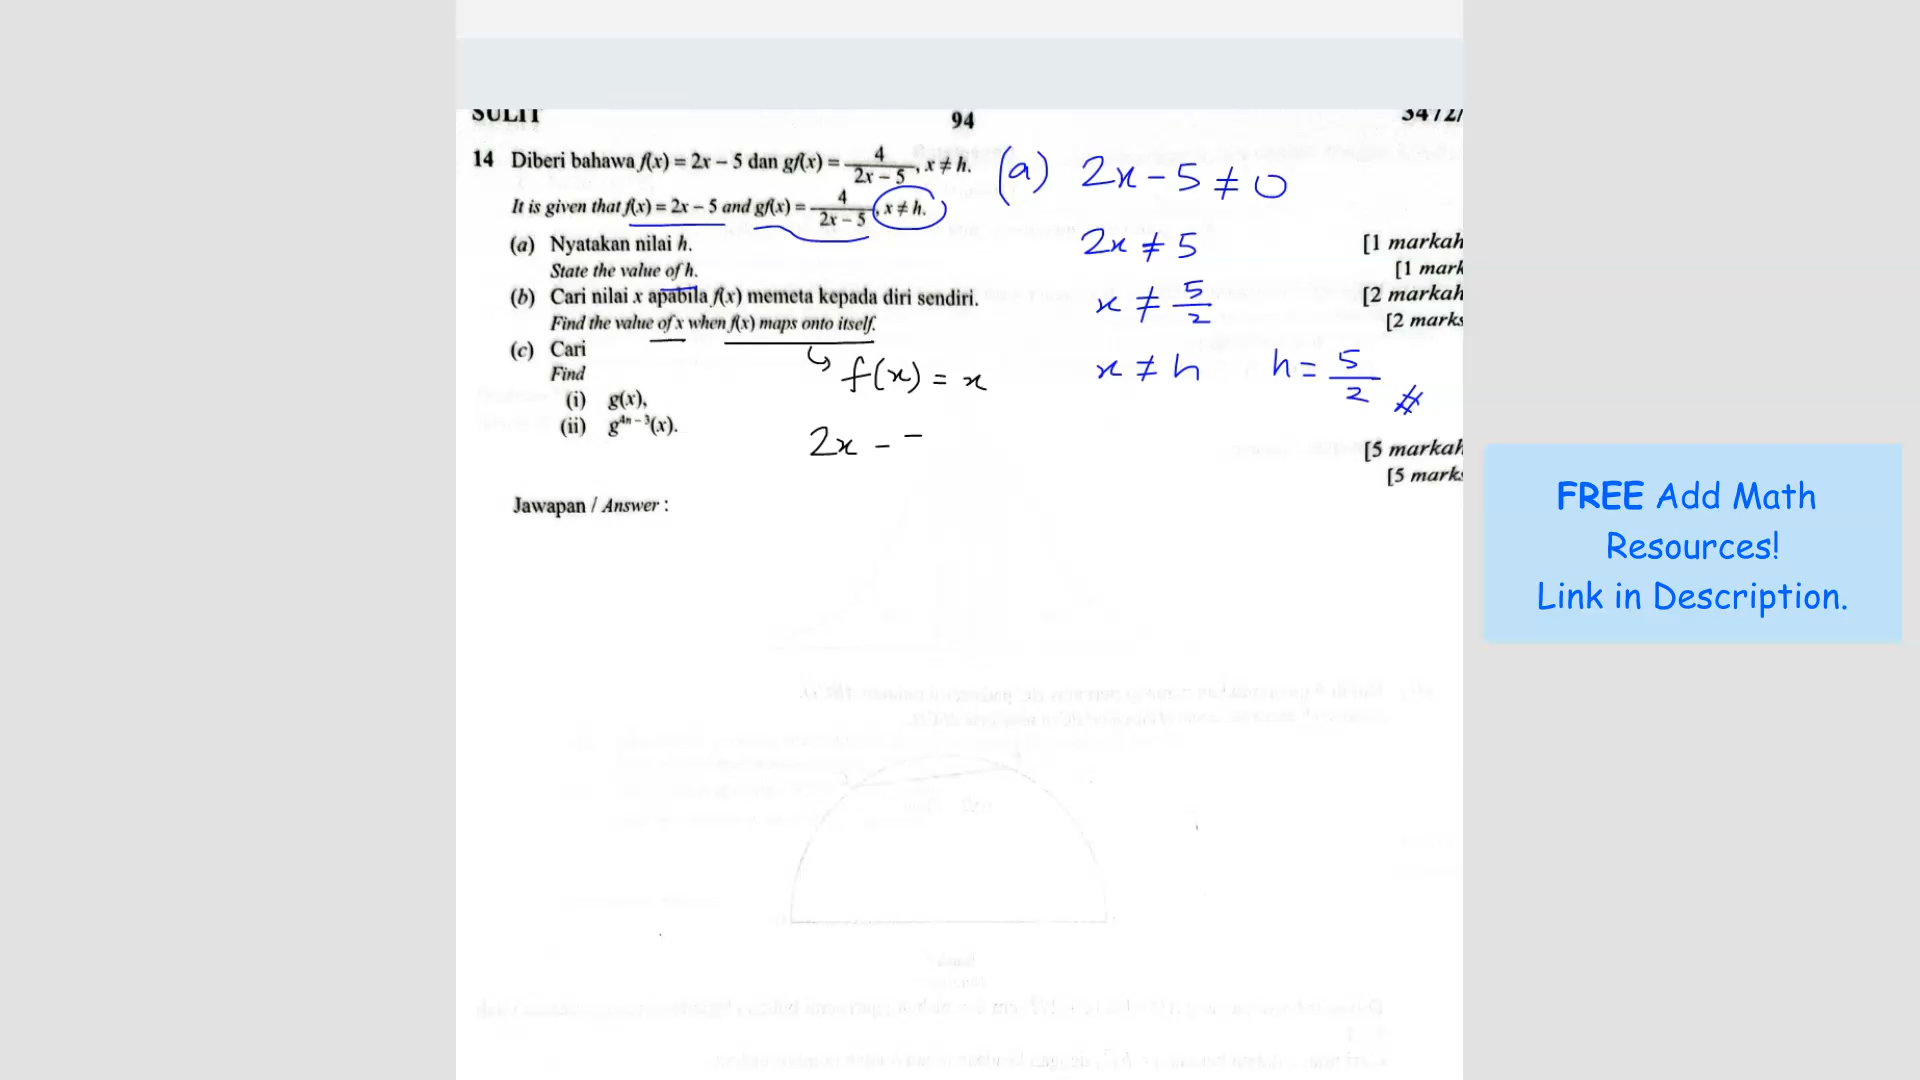 SULIT 94 3472/
14 Diberi bahawa f(x) = 2x – 5 dan gf(x) = 4/(2x – 5), x ≠ h.
It is given that f(x) = 2x – 5 and gf(x) = 4/(2x – 5), x ≠ h.
(a) Nyatakan nilai h. [1 markah
State the value of h. [1 mark
(b) Cari nilai x apabila f(x) memeta kepada diri sendiri. [2 markah
Find the value of x when f(x) maps onto itself. [2 marks
(c) Cari
Find
(i) g(x),
(ii) g^(4n – 3)(x).
[5 markah
[5 marks
Jawapan / Answer :
(a) 2x – 5 ≠ 0
2x ≠ 5
x ≠ 5/2
x ≠ h h = 5/2 #
f(x) = x
2x –
FREE Add Math
Resources!
Link in Description.